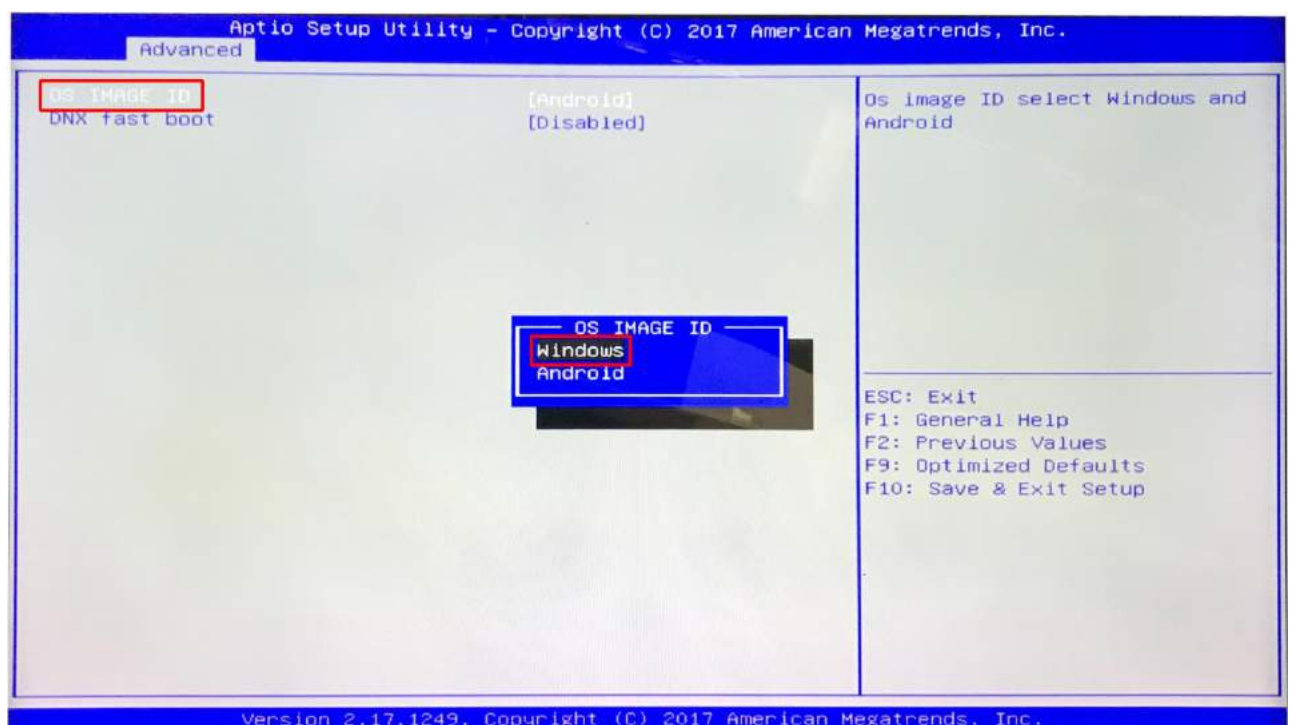 Aptio Setup Utility – Copyright (C) 2017 American Megatrends, Inc.
Advanced
OS IMAGE ID [Android]
DNX fast boot [Disabled]
Os image ID select Windows and
Android
OS IMAGE ID
Windows
Android
ESC: Exit
F1: General Help
F2: Previous Values
F9: Optimized Defaults
F10: Save & Exit Setup
Version 2.17.1249. Copyright (C) 2017 American Megatrends, Inc.